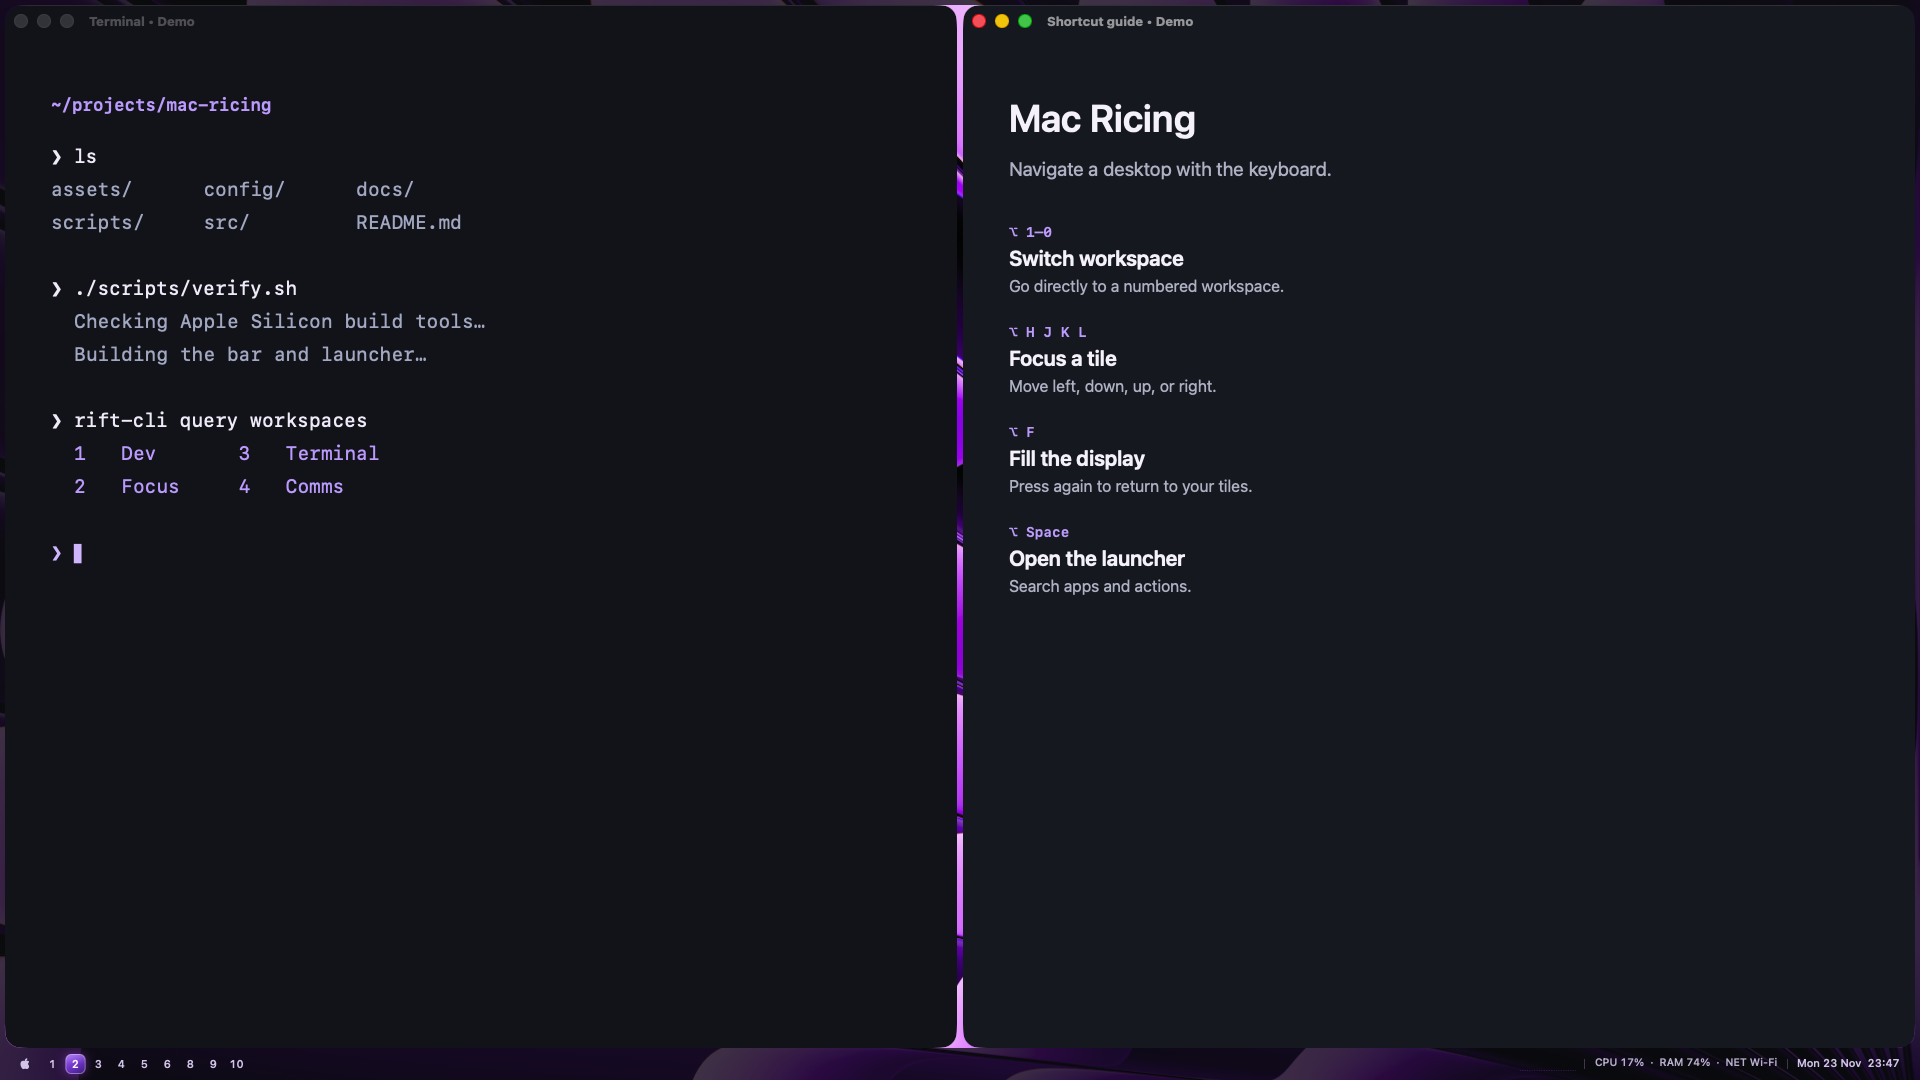 Terminal • Demo
~/projects/mac-ricing
❯ ls
assets/ config/ docs/
scripts/ src/ README.md
❯ ./scripts/verify.sh
Checking Apple Silicon build tools…
Building the bar and launcher…
❯ rift-cli query workspaces
1 Dev 3 Terminal
2 Focus 4 Comms
❯
Shortcut guide • Demo
Mac Ricing
Navigate a desktop with the keyboard.
⌥ 1–0
Switch workspace
Go directly to a numbered workspace.
⌥ H J K L
Focus a tile
Move left, down, up, or right.
⌥ F
Fill the display
Press again to return to your tiles.
⌥ Space
Open the launcher
Search apps and actions.
1 2 3 4 5 6 8 9 10
CPU 17% · RAM 74% · NET Wi-Fi | Mon 23 Nov 23:47